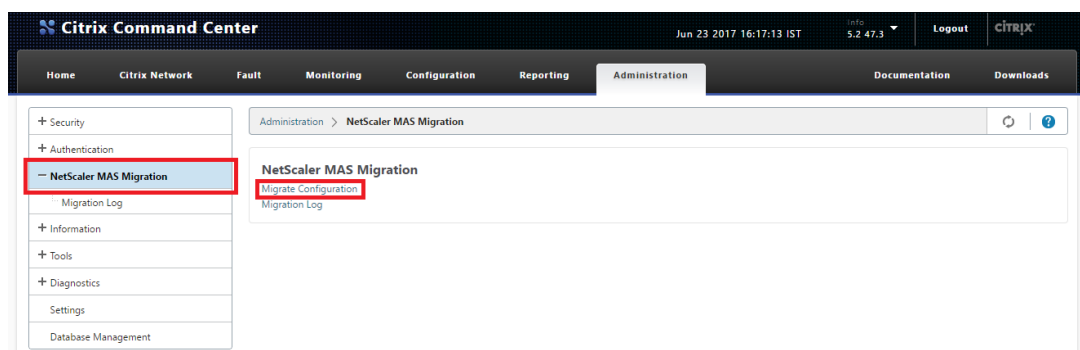 Citrix Command Center
Jun 23 2017 16:17:13 IST
Info
5.2 47.3
Logout
CITRIX
Home Citrix Network Fault Monitoring Configuration Reporting Administration Documentation Downloads
+ Security
+ Authentication
− NetScaler MAS Migration
Migration Log
+ Information
+ Tools
+ Diagnostics
Settings
Database Management
Administration > NetScaler MAS Migration
?
NetScaler MAS Migration
Migrate Configuration
Migration Log